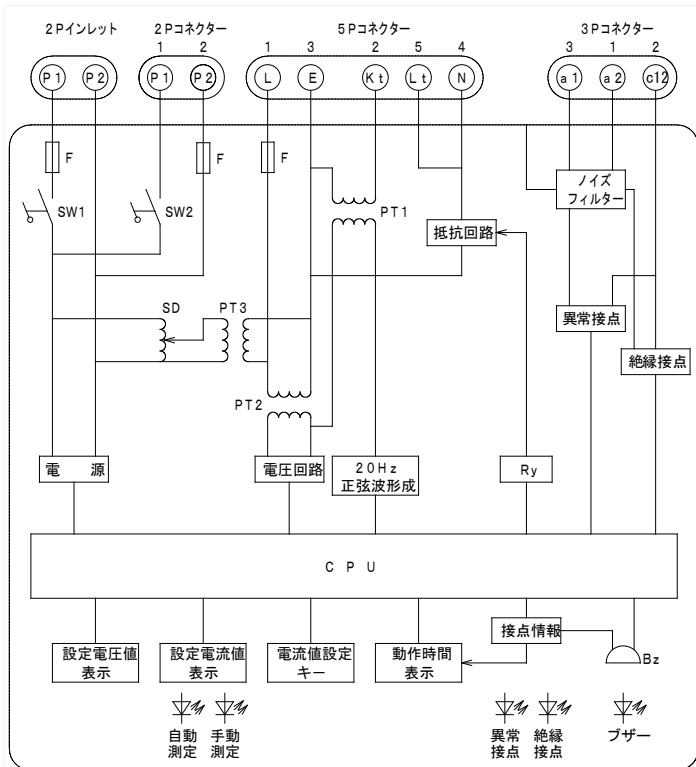 2Pインレット 2Pコネクター 5Pコネクター 3Pコネクター
1 2 1 3 2 5 4 3 1 2
P1 P2 P1 P2 L E Kt Lt N a1 a2 c12
F F F
ノイズ
フィルター
SW1 SW2 PT1
抵抗回路
SD PT3
異常接点
絶縁接点
PT2
電 源 電圧回路
20Hz
正弦波形成
Ry
CPU
設定電圧値
表示
設定電流値
表示
電流値設定
キー
動作時間
表示
接点情報
Bz
自動
測定
手動
測定
異常
接点
絶縁
接点
ブザー